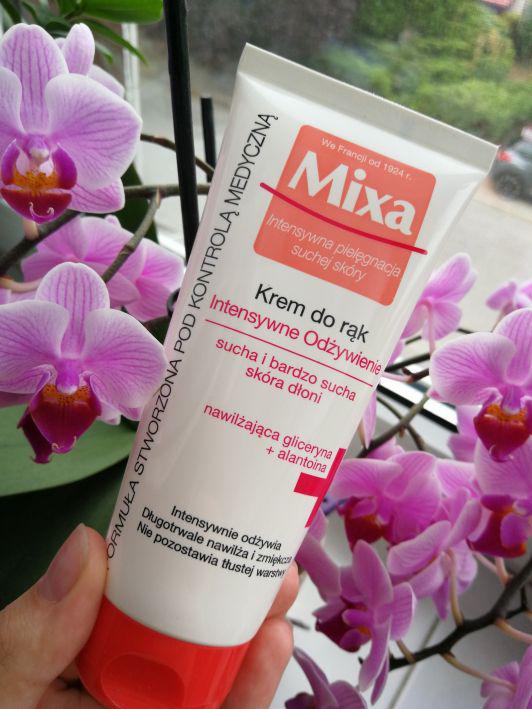 We Francji od 1924 r.
Mixa
Intensywna pielęgnacja
suchej skóry
Krem do rąk
Intensywne Odżywienie
sucha i bardzo sucha
skóra dłoni
nawilżająca gliceryna
+ alantoina
Intensywnie odżywia
Długotrwale nawilża i zmiękcza
Nie pozostawia tłustej warstwy
FORMUŁA STWORZONA POD KONTROLĄ MEDYCZNĄ